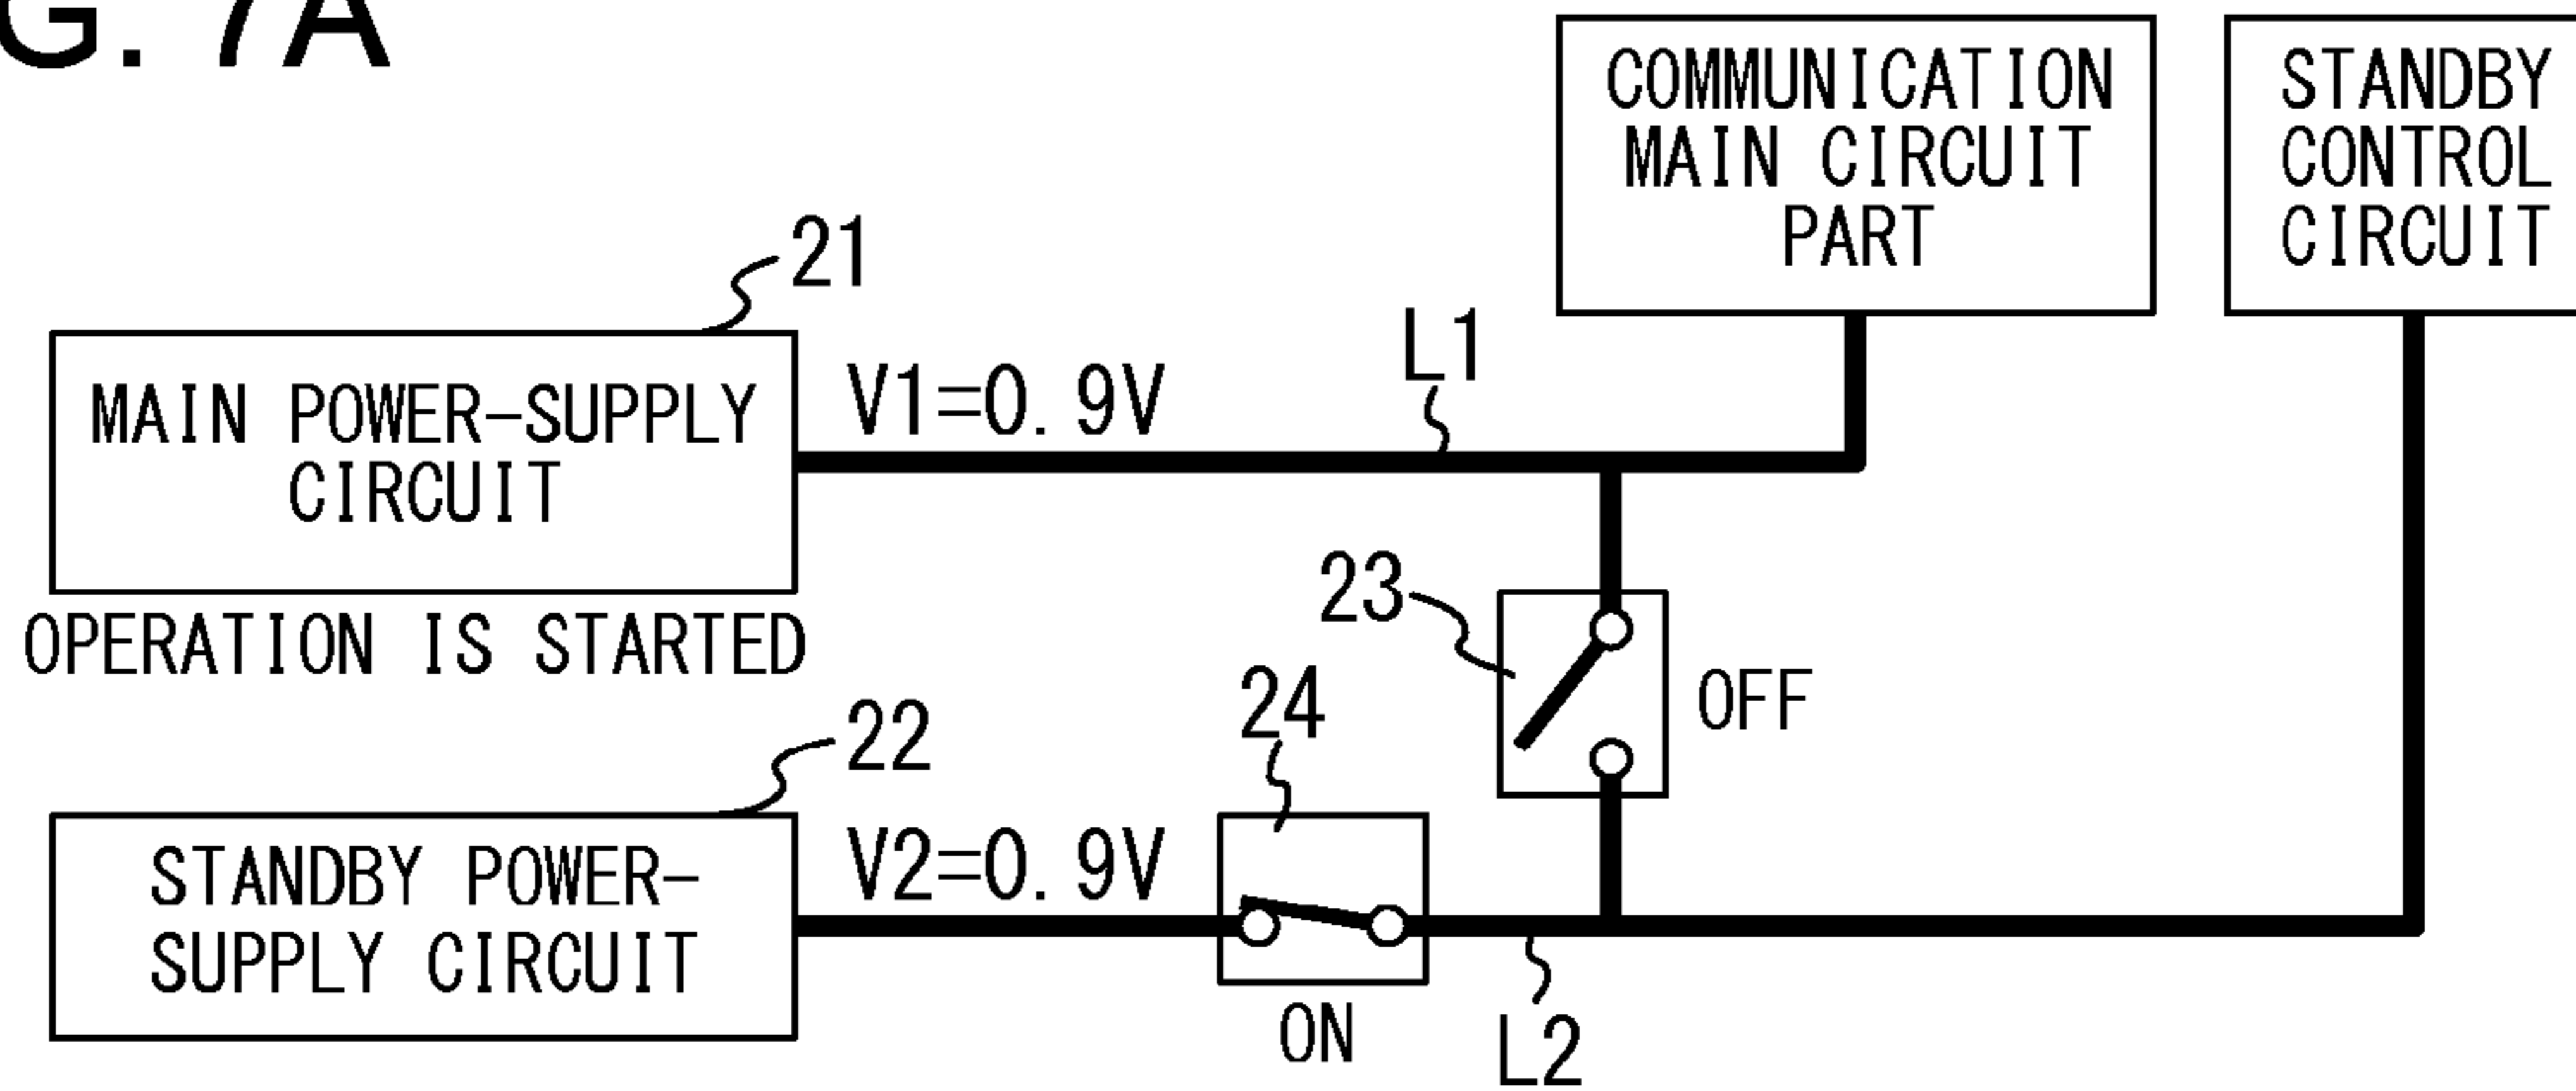 G. 7A
COMMUNICATION
MAIN CIRCUIT
PART
STANDBY
CONTROL
CIRCUIT
21
MAIN POWER-SUPPLY
CIRCUIT
V1=0.9V
L1
OPERATION IS STARTED
23
OFF
22
24
STANDBY POWER-
SUPPLY CIRCUIT
V2=0.9V
ON
L2